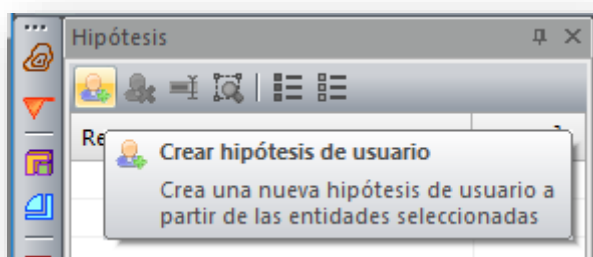 Hipótesis
Re
Crear hipótesis de usuario
Crea una nueva hipótesis de usuario a
partir de las entidades seleccionadas